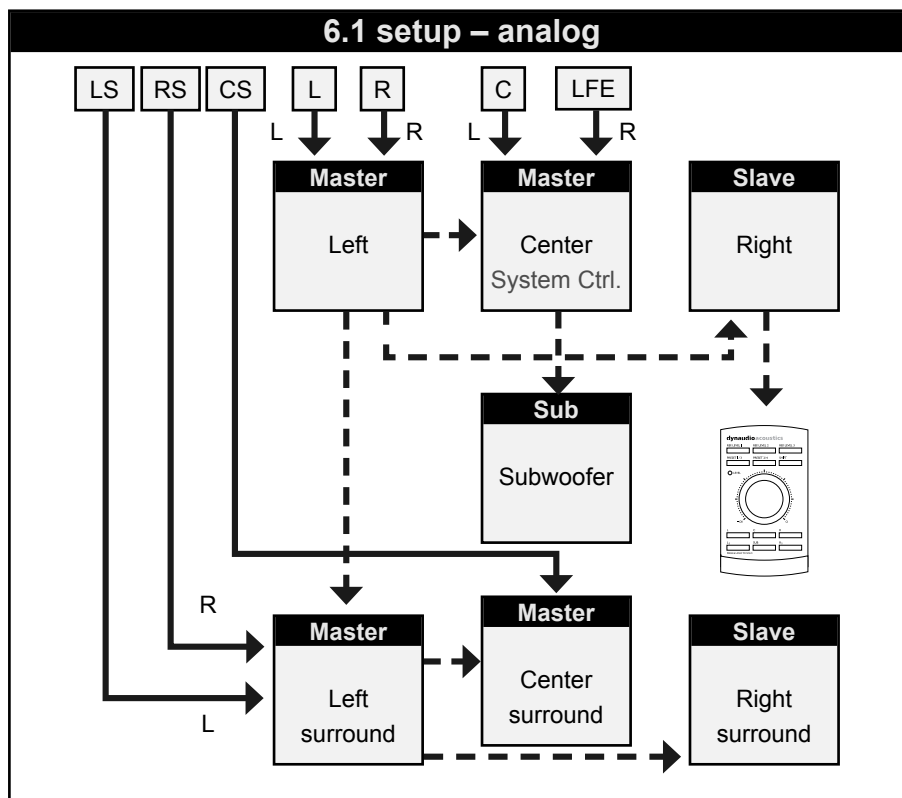 6.1 setup – analog
LS RS CS L R C LFE
L R L R
Master Master Slave
Left Center Right
System Ctrl.
Sub
Subwoofer
dynaudioacoustics
R
Master Master Slave
Left Center Right
surround surround surround
L